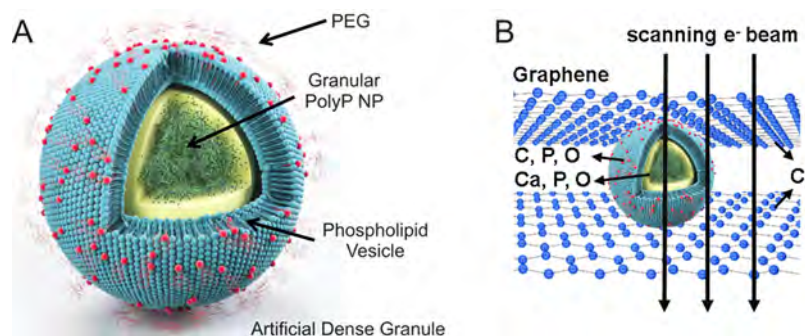 A
PEG
Granular
PolyP NP
Phospholipid
Vesicle
Artificial Dense Granule
B
scanning e⁻ beam
Graphene
C, P, O
Ca, P, O
C